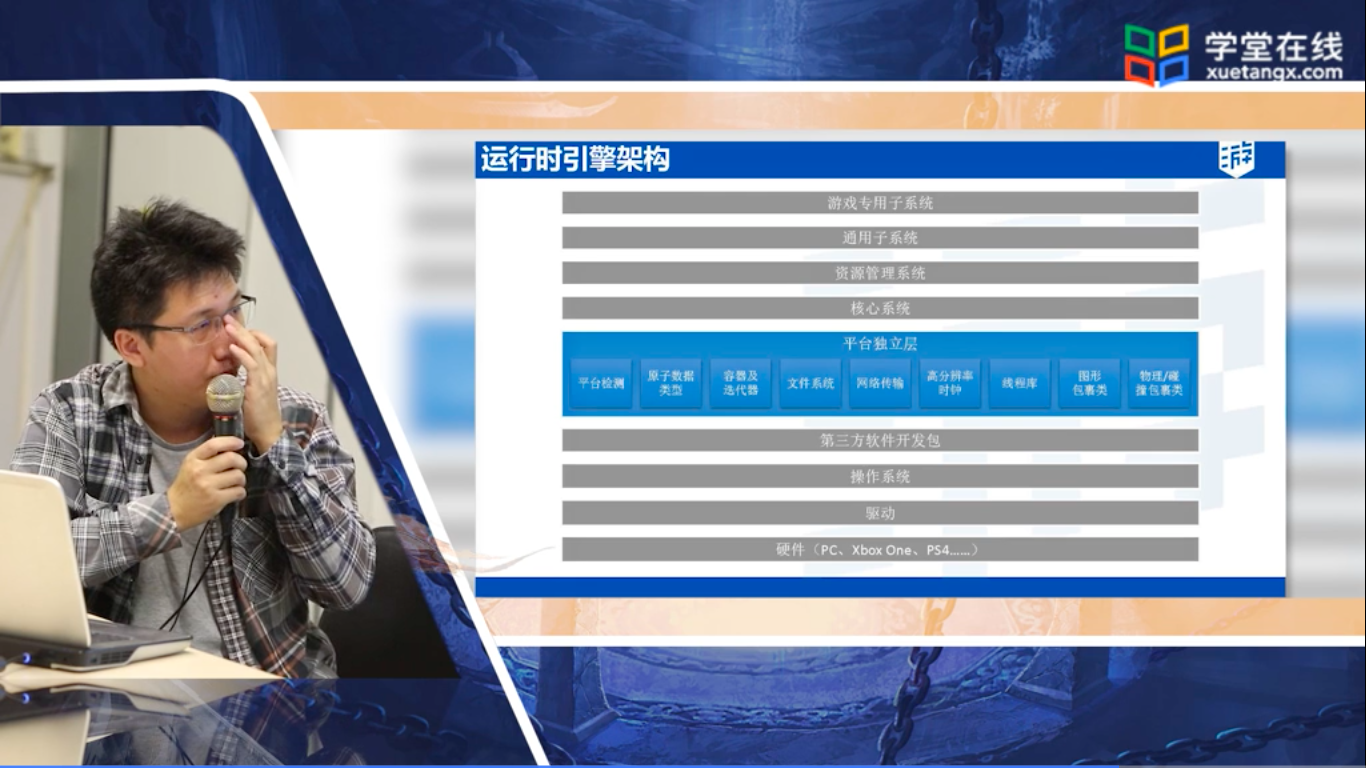 学堂在线
xuetangx.com
运行时引擎架构
游
游戏专用子系统
通用子系统
资源管理系统
核心系统
平台独立层
平台检测
原子数据
类型
容器及
迭代器
文件系统
网络传输
高分辨率
时钟
线程库
图形
包裹类
物理/碰
撞包裹类
第三方软件开发包
操作系统
驱动
硬件（PC、Xbox One、PS4……）